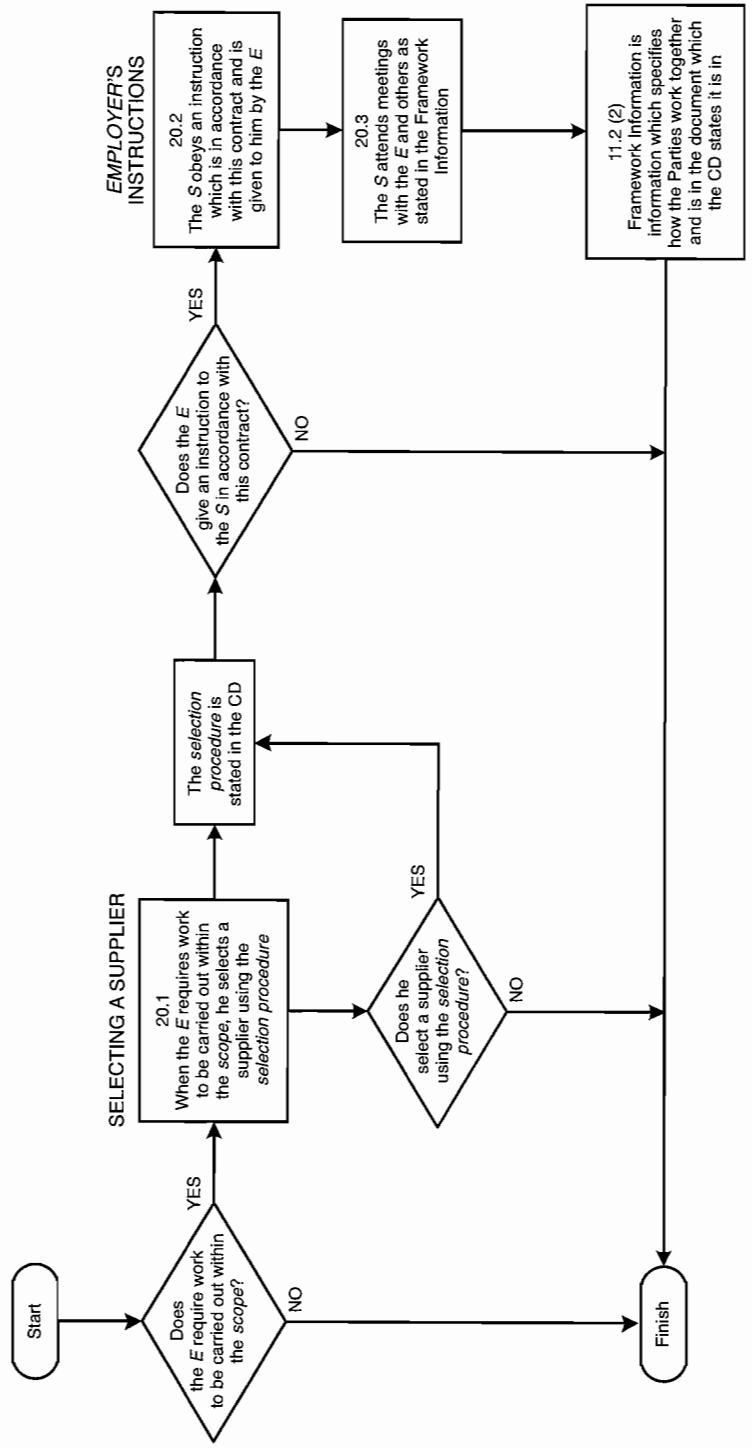 Start
Does
the E require work
to be carried out within
the scope?
YES
NO
SELECTING A SUPPLIER
20.1
When the E requires work
to be carried out within
the scope, he selects a
supplier using the
selection procedure
Does he
select a supplier
using the selection
procedure?
YES
NO
The selection
procedure is
stated in the CD
Does the E
give an instruction to
the S in accordance with
this contract?
YES
NO
EMPLOYER'S
INSTRUCTIONS
20.2
The S obeys an instruction
which is in accordance
with this contract and is
given to him by the E
20.3
The S attends meetings
with the E and others as
stated in the Framework
Information
11.2 (2)
Framework Information is
information which specifies
how the Parties work together
and is in the document which
the CD states it is in
Finish